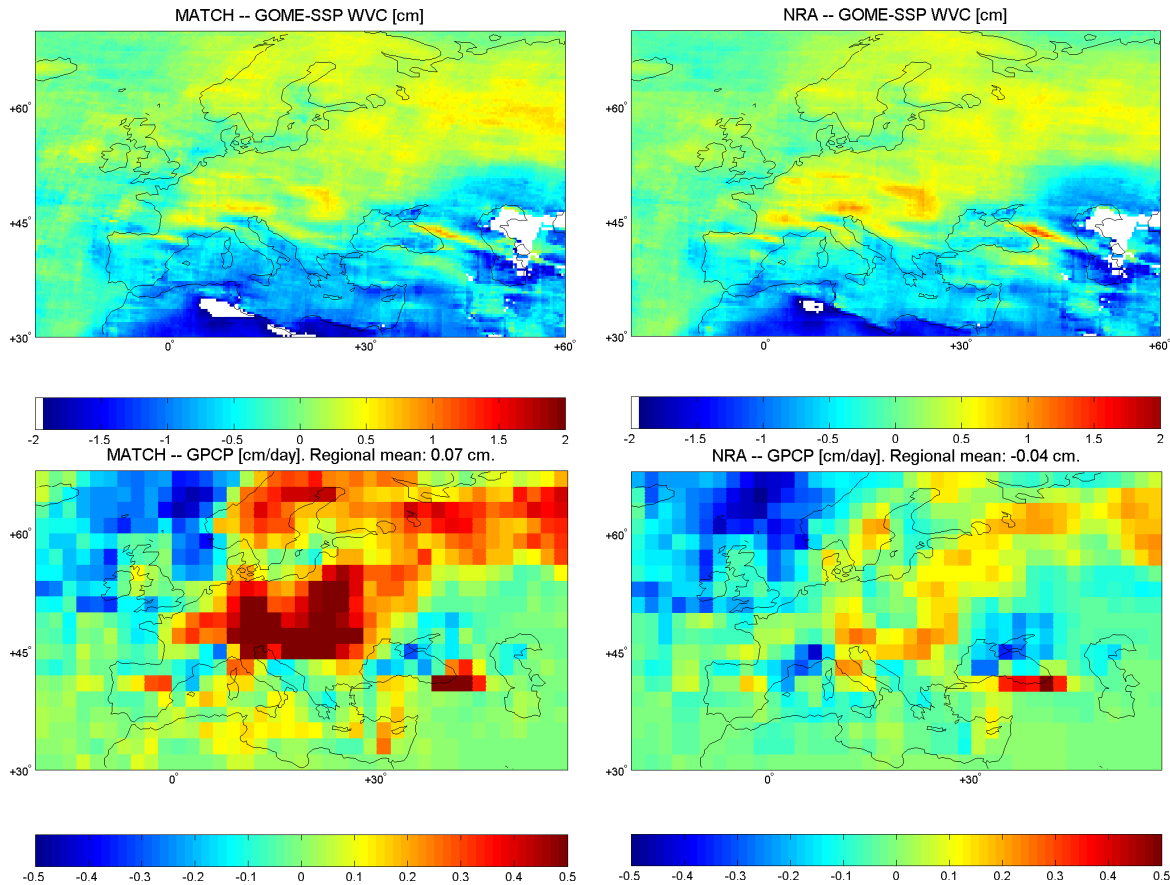 MATCH -- GOME-SSP WVC [cm]
NRA -- GOME-SSP WVC [cm]
+60°
+45°
+30°
0°
+30°
+60°
+60°
+45°
+30°
0°
+30°
+60°
-2 -1.5 -1 -0.5 0 0.5 1 1.5 2
-2 -1.5 -1 -0.5 0 0.5 1 1.5 2
MATCH -- GPCP [cm/day]. Regional mean: 0.07 cm.
NRA -- GPCP [cm/day]. Regional mean: -0.04 cm.
+60°
+45°
+30°
0°
+30°
+60°
+45°
+30°
0°
+30°
-0.5 -0.4 -0.3 -0.2 -0.1 0 0.1 0.2 0.3 0.4 0.5
-0.5 -0.4 -0.3 -0.2 -0.1 0 0.1 0.2 0.3 0.4 0.5